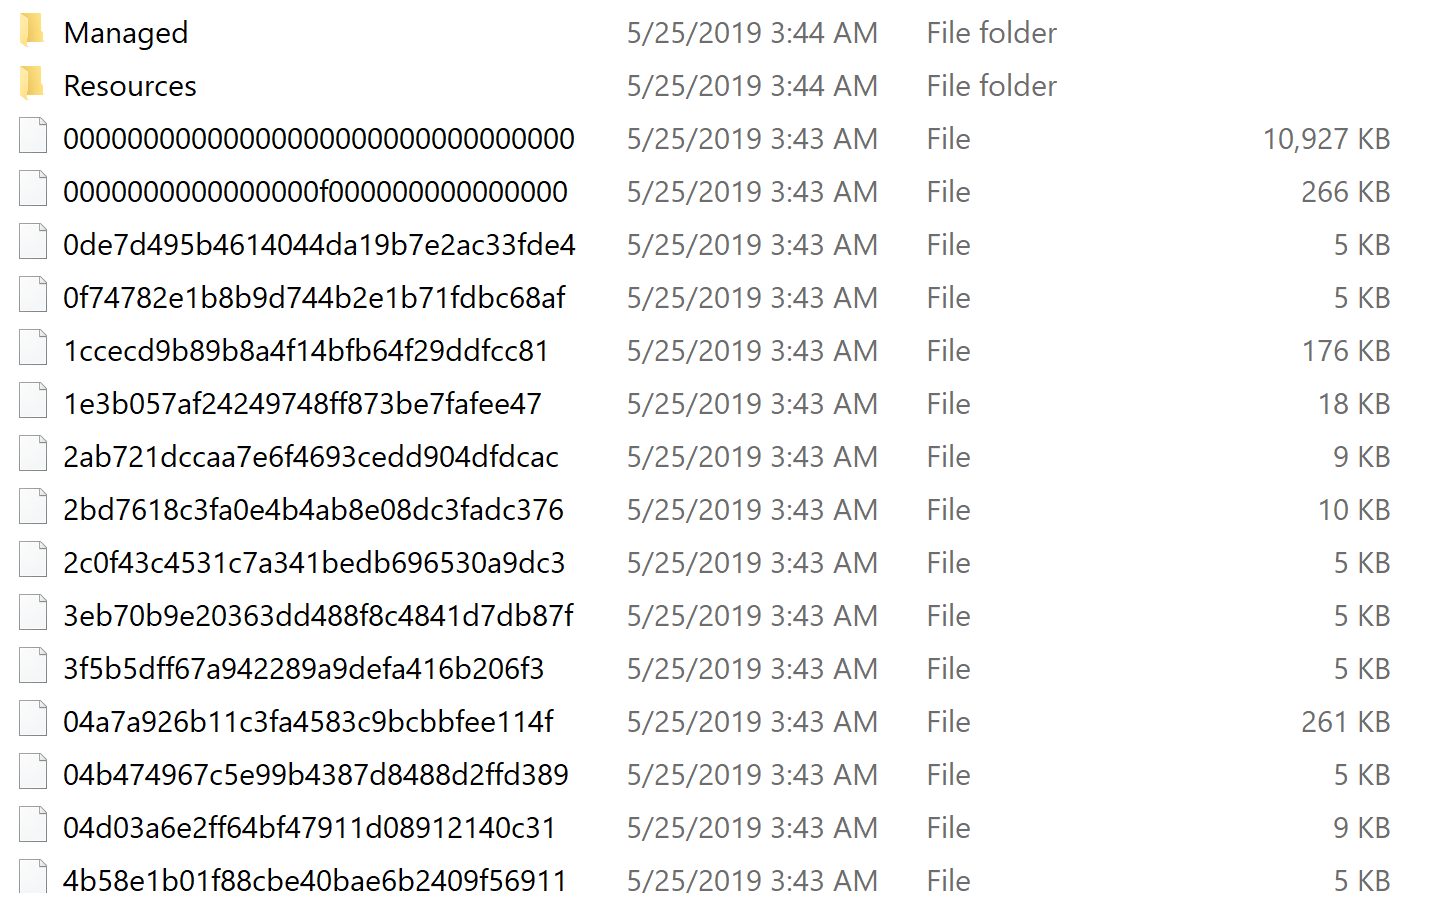 Managed 5/25/2019 3:44 AM File folder
Resources 5/25/2019 3:44 AM File folder
00000000000000000000000000000000 5/25/2019 3:43 AM File 10,927 KB
0000000000000000f000000000000000 5/25/2019 3:43 AM File 266 KB
0de7d495b4614044da19b7e2ac33fde4 5/25/2019 3:43 AM File 5 KB
0f74782e1b8b9d744b2e1b71fdbc68af 5/25/2019 3:43 AM File 5 KB
1ccecd9b89b8a4f14bfb64f29ddfcc81 5/25/2019 3:43 AM File 176 KB
1e3b057af24249748ff873be7fafee47 5/25/2019 3:43 AM File 18 KB
2ab721dccaa7e6f4693cedd904dfdcac 5/25/2019 3:43 AM File 9 KB
2bd7618c3fa0e4b4ab8e08dc3fadc376 5/25/2019 3:43 AM File 10 KB
2c0f43c4531c7a341bedb696530a9dc3 5/25/2019 3:43 AM File 5 KB
3eb70b9e20363dd488f8c4841d7db87f 5/25/2019 3:43 AM File 5 KB
3f5b5dff67a942289a9defa416b206f3 5/25/2019 3:43 AM File 5 KB
04a7a926b11c3fa4583c9bcbbfee114f 5/25/2019 3:43 AM File 261 KB
04b474967c5e99b4387d8488d2ffd389 5/25/2019 3:43 AM File 5 KB
04d03a6e2ff64bf47911d08912140c31 5/25/2019 3:43 AM File 9 KB
4b58e1b01f88cbe40bae6b2409f56911 5/25/2019 3:43 AM File 5 KB